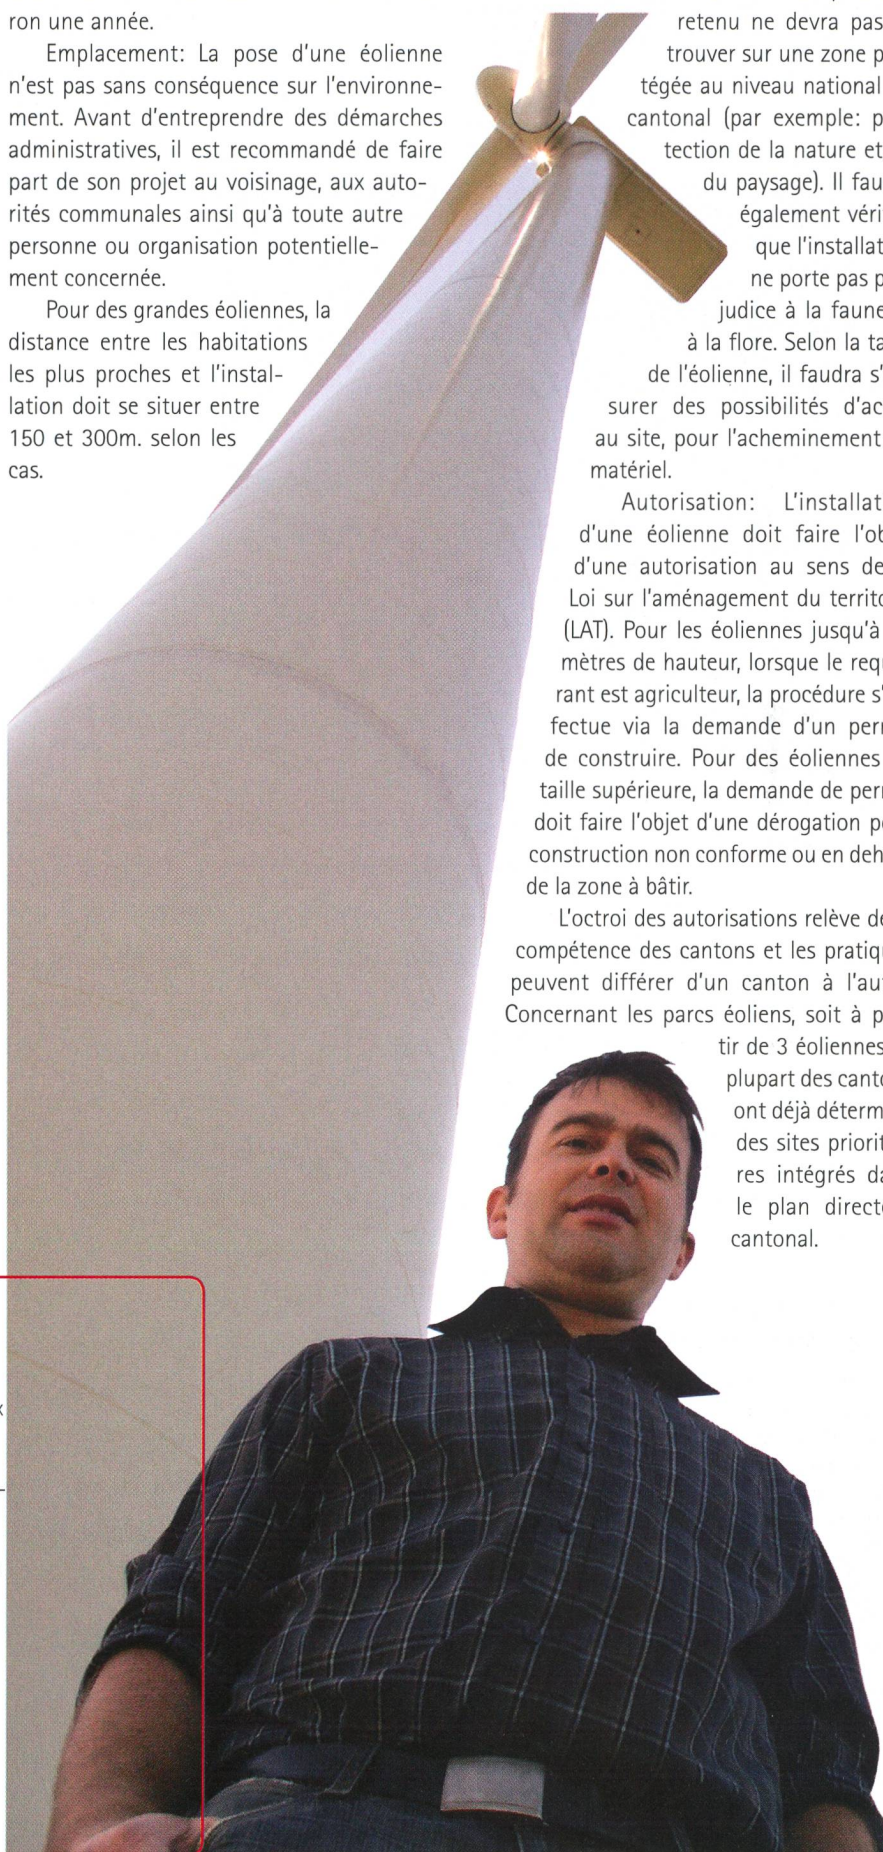 ron une année.
Emplacement: La pose d'une éolienne
n'est pas sans conséquence sur l'environne-
ment. Avant d'entreprendre des démarches
administratives, il est recommandé de faire
part de son projet au voisinage, aux auto-
rités communales ainsi qu'à toute autre
personne ou organisation potentielle-
ment concernée.
Pour des grandes éoliennes, la
distance entre les habitations
les plus proches et l'instal-
lation doit se situer entre
150 et 300m. selon les
cas.
retenu ne devra pas
trouver sur une zone p
tégée au niveau national
cantonal (par exemple: p
tection de la nature et
du paysage). Il fau
également véri
que l'installat
ne porte pas p
judice à la faune
à la flore. Selon la ta
de l'éolienne, il faudra s'
surer des possibilités d'ac
au site, pour l'acheminement
matériel.
Autorisation: L'installat
d'une éolienne doit faire l'ob
d'une autorisation au sens de
Loi sur l'aménagement du territo
(LAT). Pour les éoliennes jusqu'à
mètres de hauteur, lorsque le requ
rant est agriculteur, la procédure s'
fectue via la demande d'un perm
de construire. Pour des éoliennes
taille supérieure, la demande de perm
doit faire l'objet d'une dérogation po
construction non conforme ou en deh
de la zone à bâtir.
L'octroi des autorisations relève de
compétence des cantons et les pratiqu
peuvent différer d'un canton à l'aut
Concernant les parcs éoliens, soit à p
tir de 3 éoliennes
plupart des canto
ont déjà déterm
des sites priorit
res intégrés da
le plan directe
cantonal.
x
-